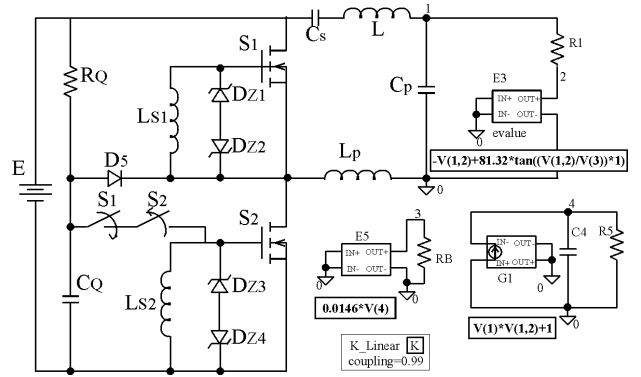 1
S1
Cs
L
R1
RQ
LS1
DZ1
Cp
E3
2
IN+ OUT+
IN- OUT-
evalue
0
DZ2
Lp
E
D5
0
-V(1,2)+81.32*tan((V(1,2)/V(3))*1)
S1
S2
S2
3
4
E5
IN+ OUT+
IN- OUT-
RB
IN- OUT-
IN+ OUT+
G1
C4
R5
CQ
LS2
DZ3
0
0
0
0
0.0146*V(4)
V(1)*V(1,2)+1
DZ4
K_Linear K
coupling=0.99